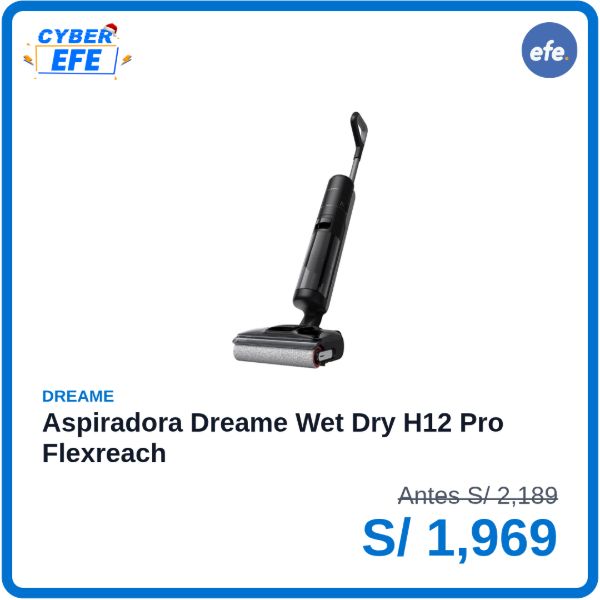 CYBER
EFE
efe.
DREAME
Aspiradora Dreame Wet Dry H12 Pro
Flexreach
Antes S/ 2,189
S/ 1,969